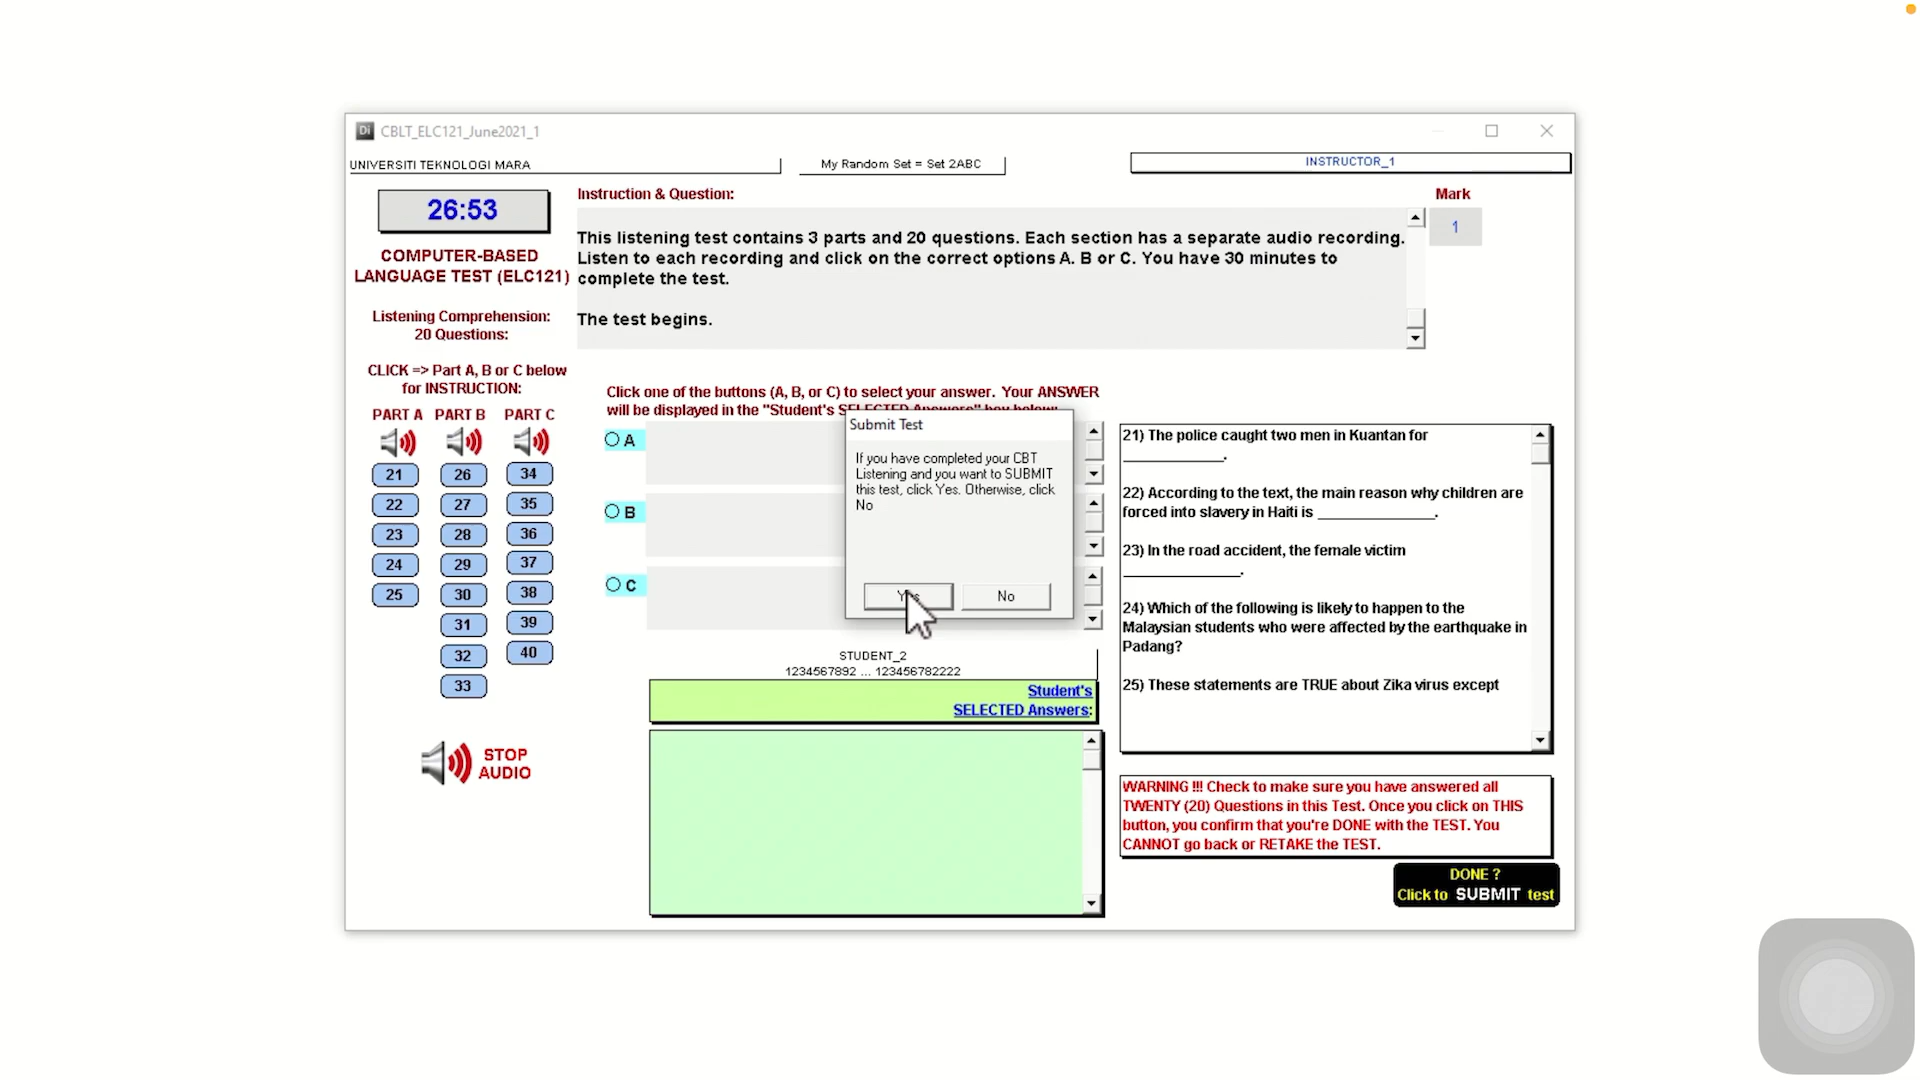 Di CBLT_ELC121_June2021_1
UNIVERSITI TEKNOLOGI MARA
My Random Set = Set 2ABC
INSTRUCTOR_1
26:53
Instruction & Question:
Mark
1
This listening test contains 3 parts and 20 questions. Each section has a separate audio recording.
Listen to each recording and click on the correct options A. B or C. You have 30 minutes to
complete the test.
The test begins.
COMPUTER-BASED
LANGUAGE TEST (ELC121)
Listening Comprehension:
20 Questions:
CLICK => Part A, B or C below
for INSTRUCTION:
PART A PART B PART C
21 26 34
22 27 35
23 28 36
24 29 37
25 30 38
31 39
32 40
33
STOP
AUDIO
Click one of the buttons (A, B, or C) to select your answer. Your ANSWER
will be displayed in the "Student's SELECTED Answers" box below:
A
B
C
Submit Test
If you have completed your CBT
Listening and you want to SUBMIT
this test, click Yes. Otherwise, click
No
Yes
No
STUDENT_2
1234567892 ... 123456782222
Student's
SELECTED Answers:
21) The police caught two men in Kuantan for
______________.
22) According to the text, the main reason why children are
forced into slavery in Haiti is ________________.
23) In the road accident, the female victim
________________.
24) Which of the following is likely to happen to the
Malaysian students who were affected by the earthquake in
Padang?
25) These statements are TRUE about Zika virus except
WARNING !!! Check to make sure you have answered all
TWENTY (20) Questions in this Test. Once you click on THIS
button, you confirm that you're DONE with the TEST. You
CANNOT go back or RETAKE the TEST.
DONE ?
Click to SUBMIT test